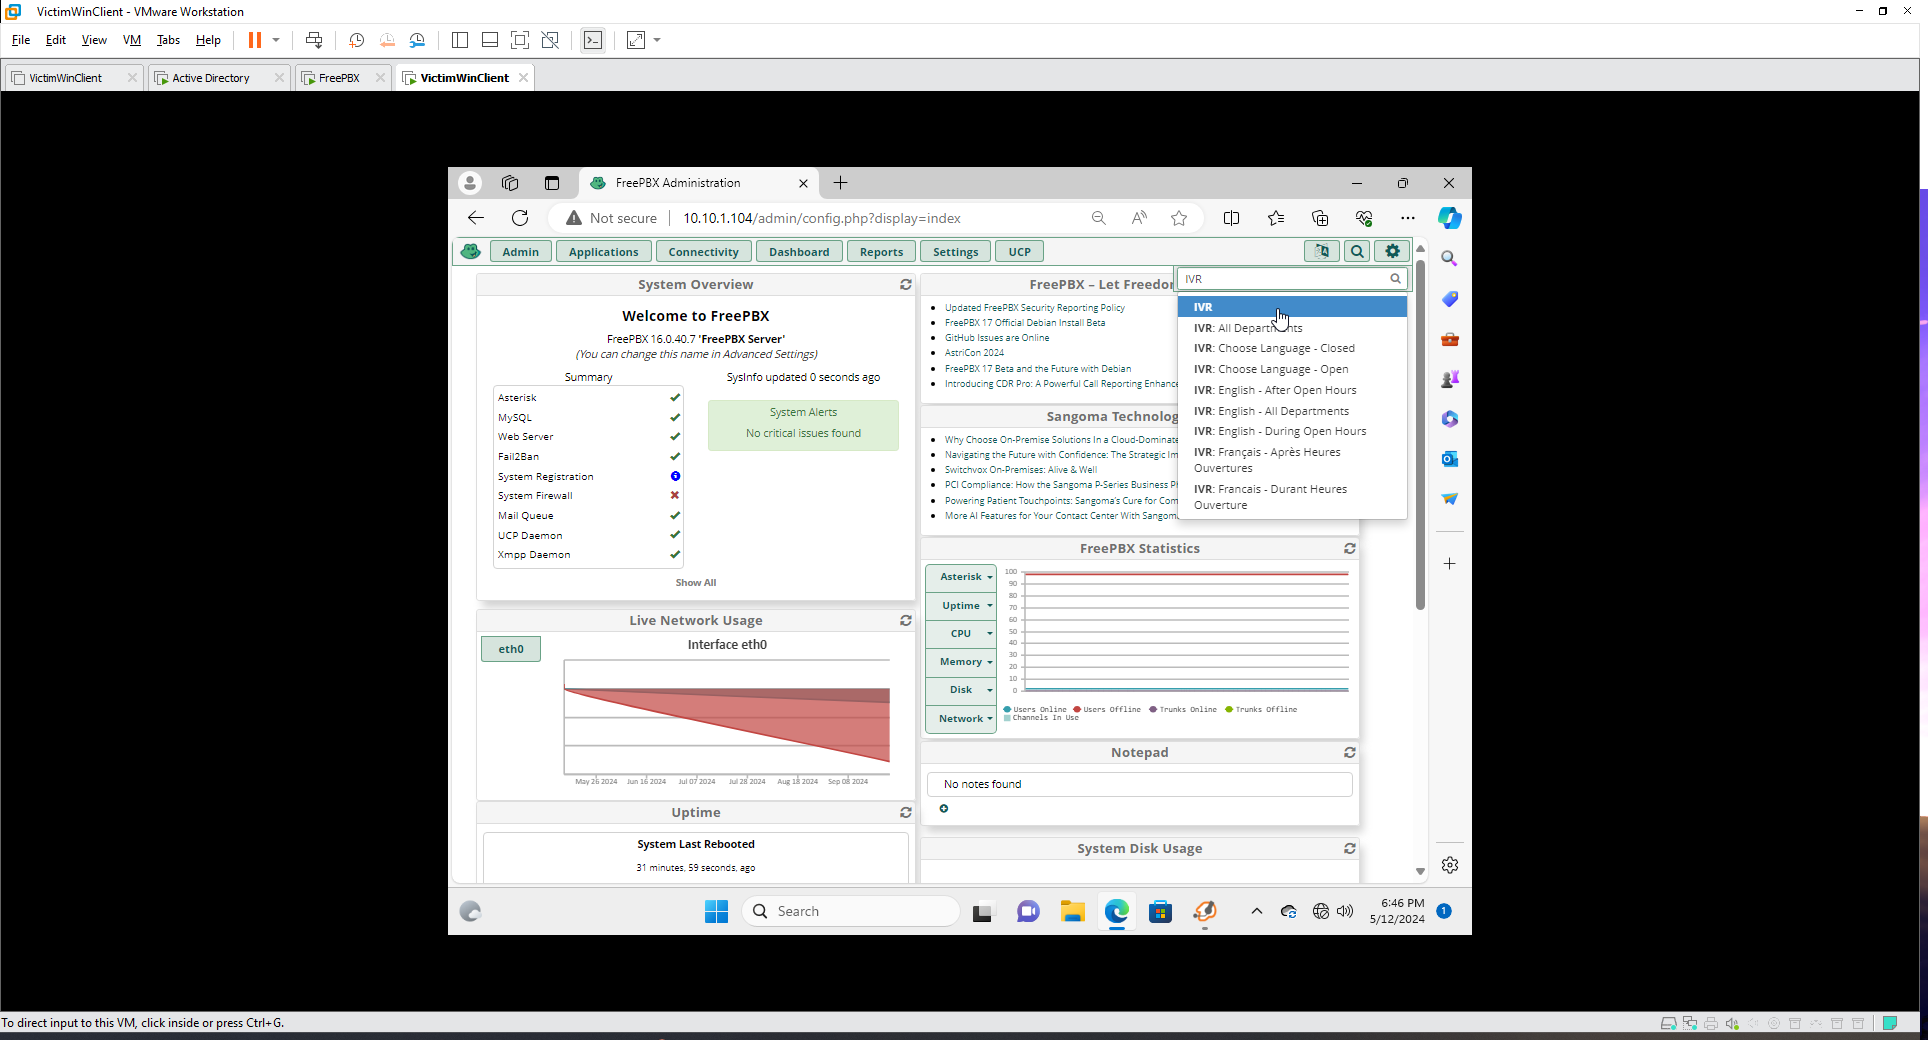 VictimWinClient - VMware Workstation
File Edit View VM Tabs Help
VictimWinClient Active Directory FreePBX VictimWinClient
FreePBX Administration
Not secure 10.10.1.104/admin/config.php?display=index
Admin Applications Connectivity Dashboard Reports Settings UCP
IVR
IVR
IVR: All Departments
IVR: Choose Language - Closed
IVR: Choose Language - Open
IVR: English - After Open Hours
IVR: English - All Departments
IVR: English - During Open Hours
IVR: Français - Après Heures
Ouvertures
IVR: Francais - Durant Heures
Ouverture
System Overview
Welcome to FreePBX
FreePBX 16.0.40.7 'FreePBX Server'
(You can change this name in Advanced Settings)
Summary
Asterisk
MySQL
Web Server
Fail2Ban
System Registration
System Firewall
Mail Queue
UCP Daemon
Xmpp Daemon
SysInfo updated 0 seconds ago
System Alerts
No critical issues found
Show All
Live Network Usage
eth0
Interface eth0
May 26 2024 Jun 16 2024 Jul 07 2024 Jul 28 2024 Aug 18 2024 Sep 08 2024
Uptime
System Last Rebooted
31 minutes, 59 seconds, ago
FreePBX – Let Freedor
Updated FreePBX Security Reporting Policy
FreePBX 17 Official Debian Install Beta
GitHub Issues are Online
AstriCon 2024
FreePBX 17 Beta and the Future with Debian
Introducing CDR Pro: A Powerful Call Reporting Enhance
Sangoma Technolog
Why Choose On-Premise Solutions In a Cloud-Dominate
Navigating the Future with Confidence: The Strategic Im
Switchvox On-Premises: Alive & Well
PCI Compliance: How the Sangoma P-Series Business P
Powering Patient Touchpoints: Sangoma's Cure for Com
More AI Features for Your Contact Center With Sangom
FreePBX Statistics
Asterisk
Uptime
CPU
Memory
Disk
Network
100
90
80
70
60
50
40
30
20
10
0
Users Online Users Offline Trunks Online Trunks Offline
Channels In Use
Notepad
No notes found
System Disk Usage
Search
6:46 PM
5/12/2024
1
To direct input to this VM, click inside or press Ctrl+G.